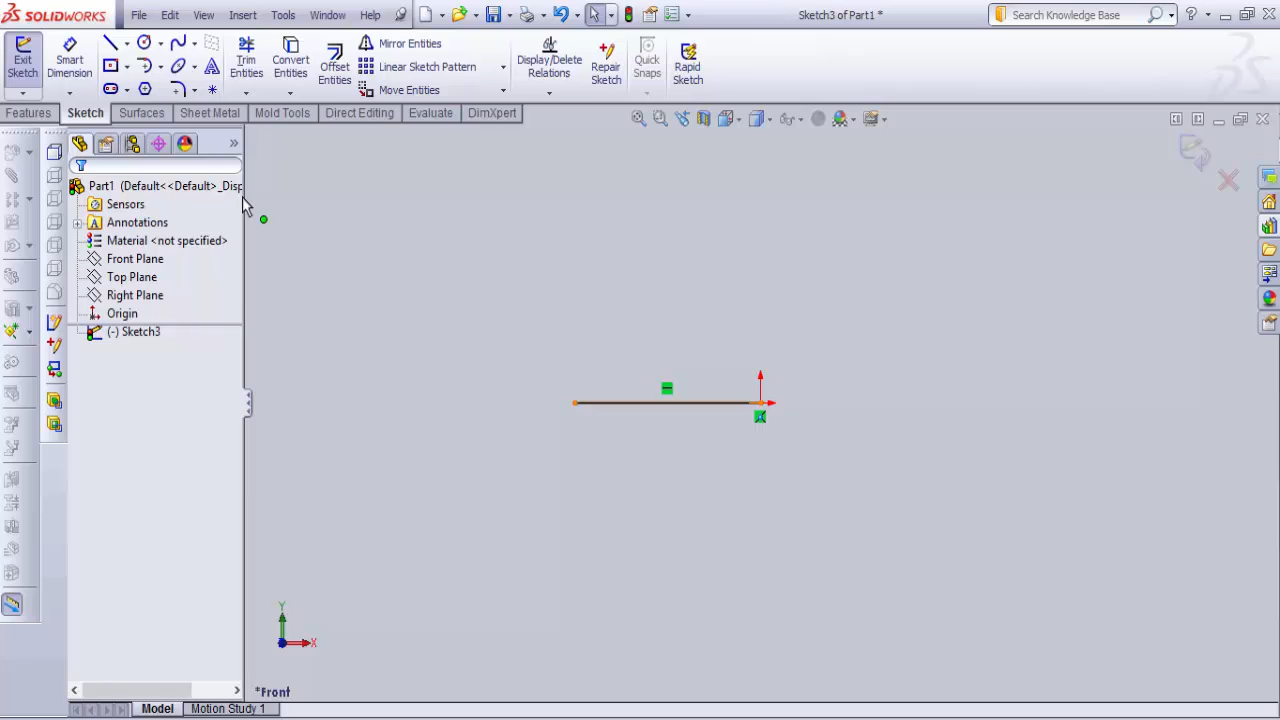 SOLIDWORKS File Edit View Insert Tools Window Help Sketch3 of Part1 * Search Knowledge Base
Exit Sketch
Smart Dimension
Trim Entities
Convert Entities
Offset Entities
Mirror Entities
Linear Sketch Pattern
Move Entities
Display/Delete Relations
Repair Sketch
Quick Snaps
Rapid Sketch
Features Sketch Surfaces Sheet Metal Mold Tools Direct Editing Evaluate DimXpert
Part1 (Default<<Default>_Disp
Sensors
Annotations
Material <not specified>
Front Plane
Top Plane
Right Plane
Origin
(-) Sketch3
Y
X
*Front
Model Motion Study 1